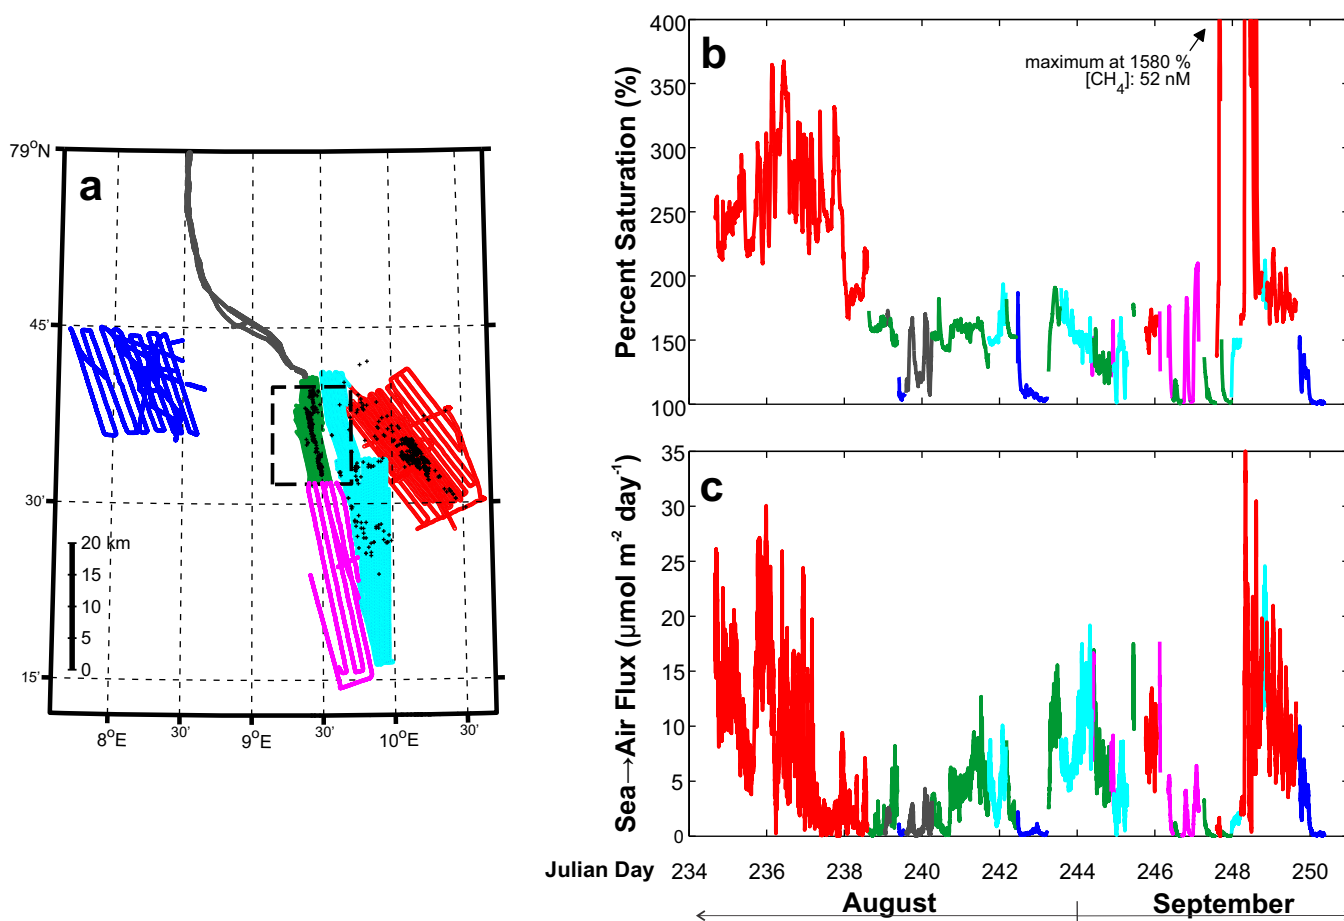 a
79°N
45'
30'
15'
20 km
15
10
5
0
8°E
30'
9°E
30'
10°E
30'
b
Percent Saturation (%)
400
350
300
250
200
150
100
maximum at 1580 %
[CH₄]: 52 nM
c
Sea→Air Flux (μmol m⁻² day⁻¹)
35
30
25
20
15
10
5
0
Julian Day 234 236 238 240 242 244 246 248 250
August September